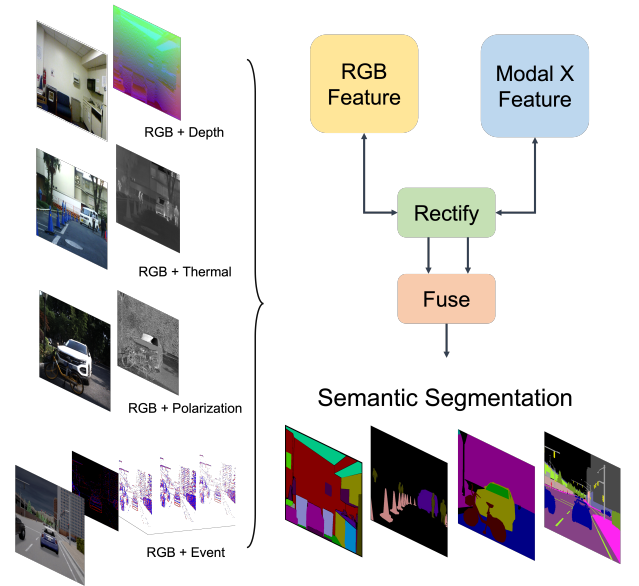 RGB
Feature
Modal X
Feature
RGB + Depth
Rectify
RGB + Thermal
Fuse
RGB + Polarization
Semantic Segmentation
RGB + Event